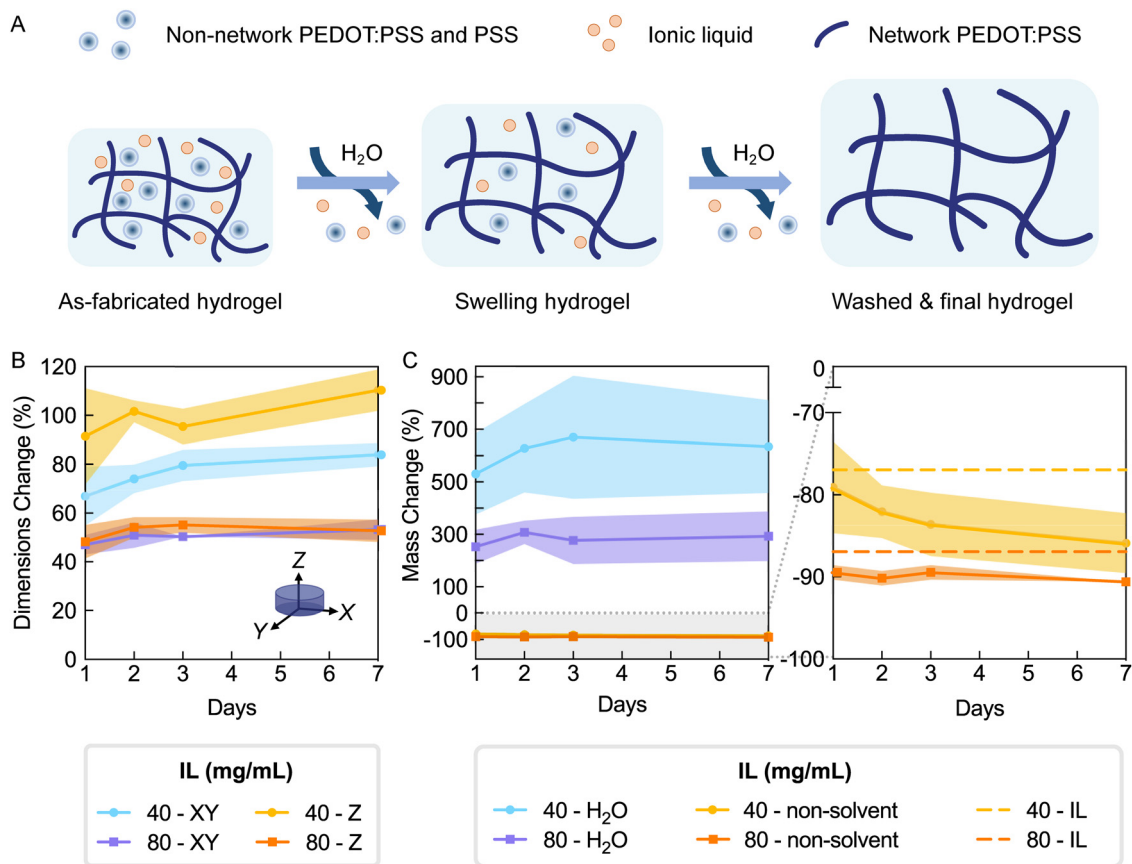 A
Non-network PEDOT:PSS and PSS
Ionic liquid
Network PEDOT:PSS
H₂O
H₂O
As-fabricated hydrogel
Swelling hydrogel
Washed & final hydrogel
B
Dimensions Change (%)
120
100
80
60
40
20
0
Z
Y
X
1 2 3 4 5 6 7
Days
C
Mass Change (%)
900
700
500
300
100
0
-100
1 2 3 4 5 6 7
Days
0
-70
-80
-90
-100
1 2 3 4 5 6 7
Days
IL (mg/mL)
40 - XY
40 - Z
80 - XY
80 - Z
IL (mg/mL)
40 - H₂O
40 - non-solvent
40 - IL
80 - H₂O
80 - non-solvent
80 - IL